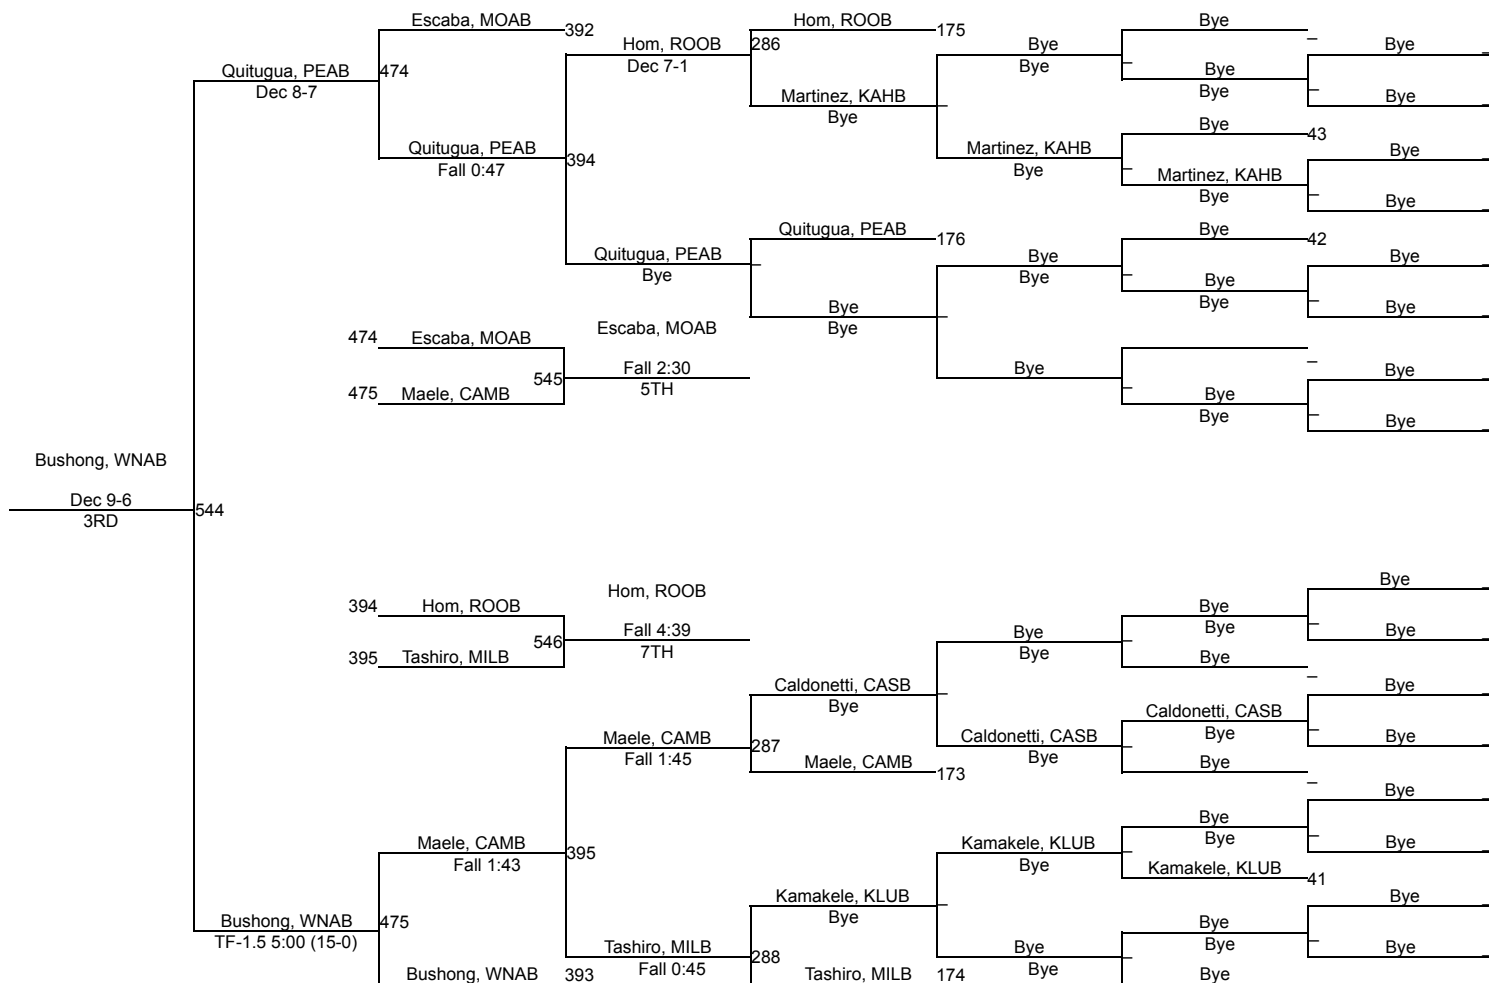 Escaba, MOAB 392 Hom, ROOB 175 Bye
Hom, ROOB 286 Bye Bye
Quitugua, PEAB 474 Dec 7-1 Bye Bye
Dec 8-7 Martinez, KAHB Bye Bye
Bye Bye 43
Quitugua, PEAB 394 Martinez, KAHB Bye
Fall 0:47 Bye Martinez, KAHB
Bye Bye
Quitugua, PEAB 176 Bye 42
Quitugua, PEAB Bye Bye
Bye Bye Bye
Bye Bye Bye
Bye
474 Escaba, MOAB Escaba, MOAB
545 Fall 2:30 Bye Bye
475 Maele, CAMB 5TH Bye
Bye Bye
Bushong, WNAB
Dec 9-6 544
3RD
Bye
394 Hom, ROOB Hom, ROOB Bye
546 Fall 4:39 Bye Bye Bye
395 Tashiro, MILB 7TH Bye Bye
Caldonetti, CASB Bye
Bye Caldonetti, CASB
Maele, CAMB 287 Caldonetti, CASB Bye Bye
Fall 1:45 Maele, CAMB 173 Bye Bye
Bye
Maele, CAMB 395 Kamakele, KLUB Bye
Fall 1:43 Bye Bye Bye
Kamakele, KLUB 41
Kamakele, KLUB Bye
Bushong, WNAB 475 Bye Bye
TF-1.5 5:00 (15-0) Tashiro, MILB 288 Bye Bye Bye
Bushong, WNAB 393 Fall 0:45 Tashiro, MILB 174 Bye Bye